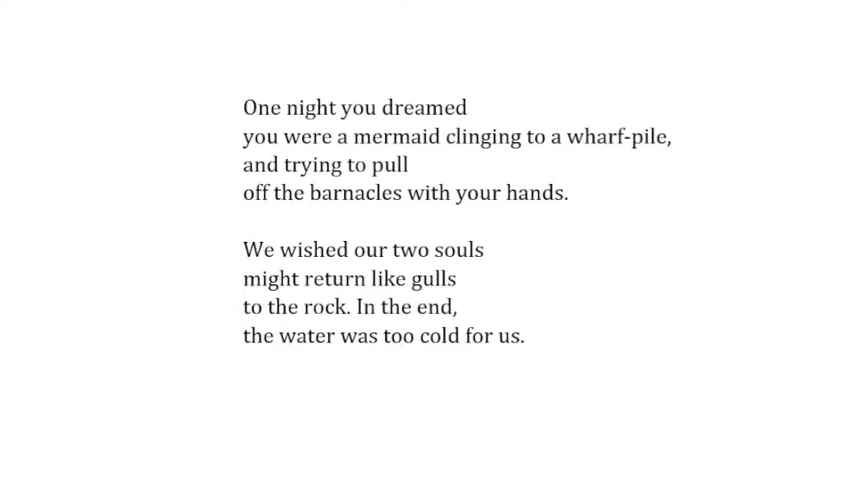 One night you dreamed
you were a mermaid clinging to a wharf-pile,
and trying to pull
off the barnacles with your hands.

We wished our two souls
might return like gulls
to the rock. In the end,
the water was too cold for us.